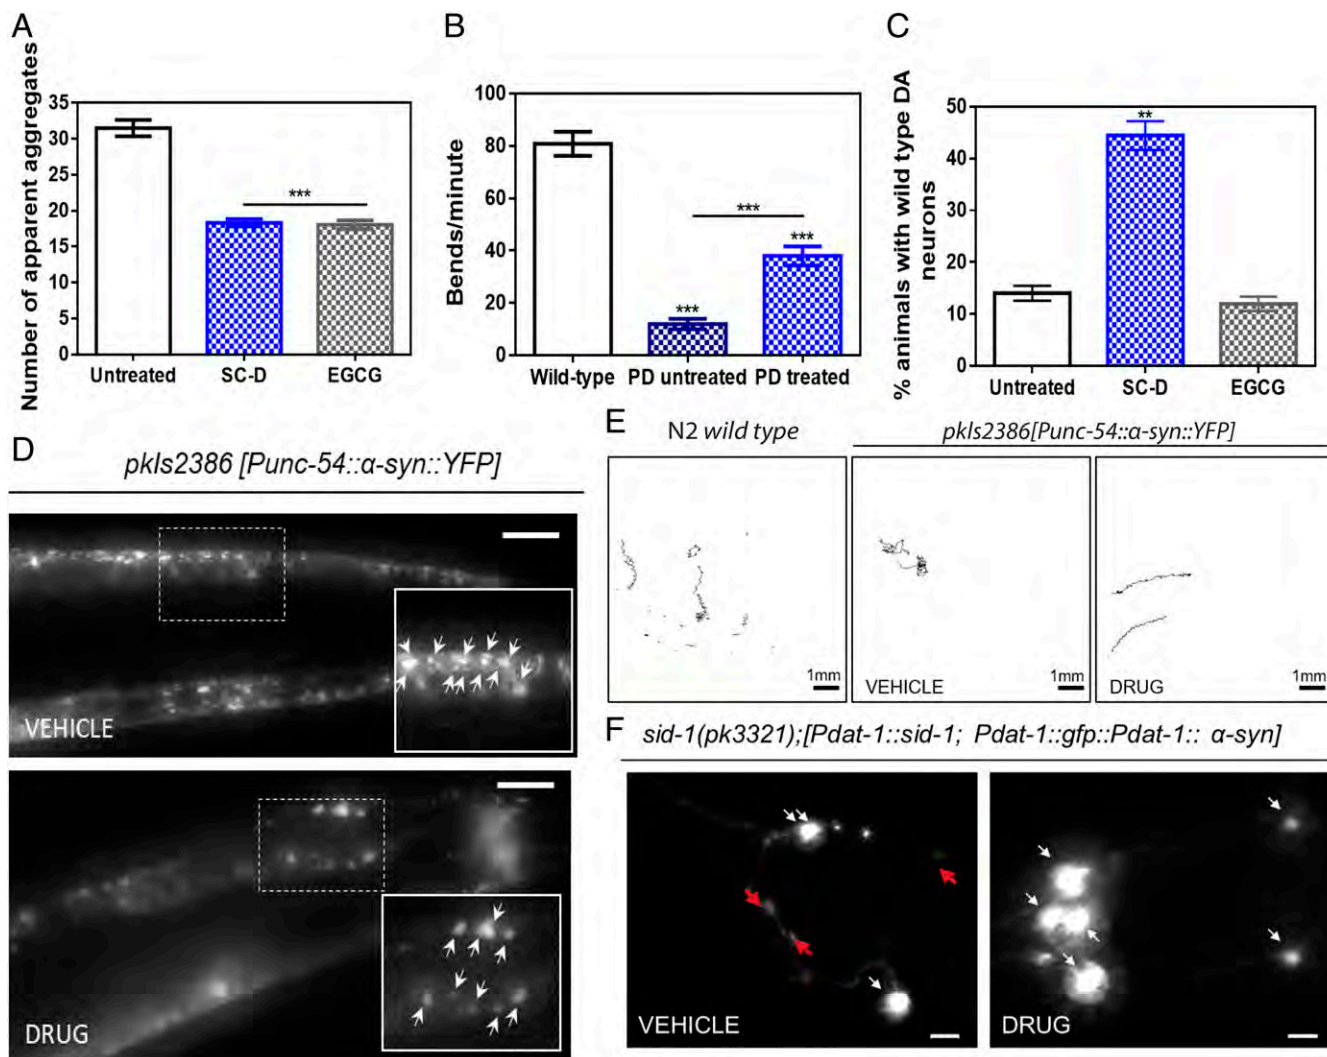 A
Number of apparent aggregates
35
30
25
20
15
10
5
0
***
Untreated SC-D EGCG
B
Bends/minute
100
80
60
40
20
0
***
***
***
Wild-type PD untreated PD treated
C
% animals with wild type DA
neurons
50
40
30
20
10
0
**
Untreated SC-D EGCG
D
pkIs2386 [Punc-54::α-syn::YFP]
VEHICLE
DRUG
E
N2 wild type
pkIs2386[Punc-54::α-syn::YFP]
1mm
VEHICLE 1mm
DRUG 1mm
F
sid-1(pk3321);[Pdat-1::sid-1; Pdat-1::gfp::Pdat-1:: α-syn]
VEHICLE
DRUG